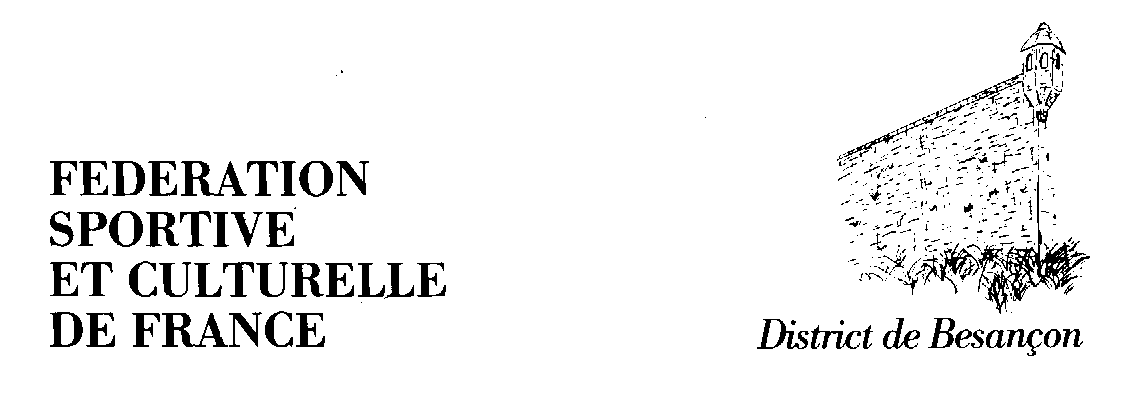 FEDERATION
SPORTIVE
ET CULTURELLE
DE FRANCE
District de Besançon